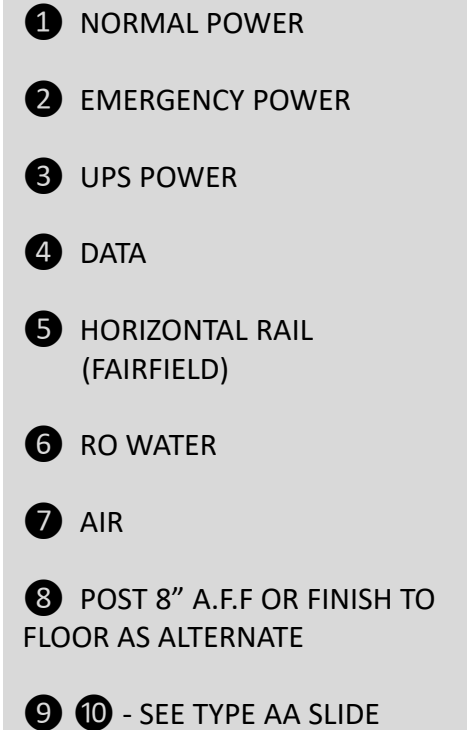 ❶ NORMAL POWER
❷ EMERGENCY POWER
❸ UPS POWER
❹ DATA
❺ HORIZONTAL RAIL
(FAIRFIELD)
❻ RO WATER
❼ AIR
❽ POST 8” A.F.F OR FINISH TO
FLOOR AS ALTERNATE
❾ ❿ - SEE TYPE AA SLIDE